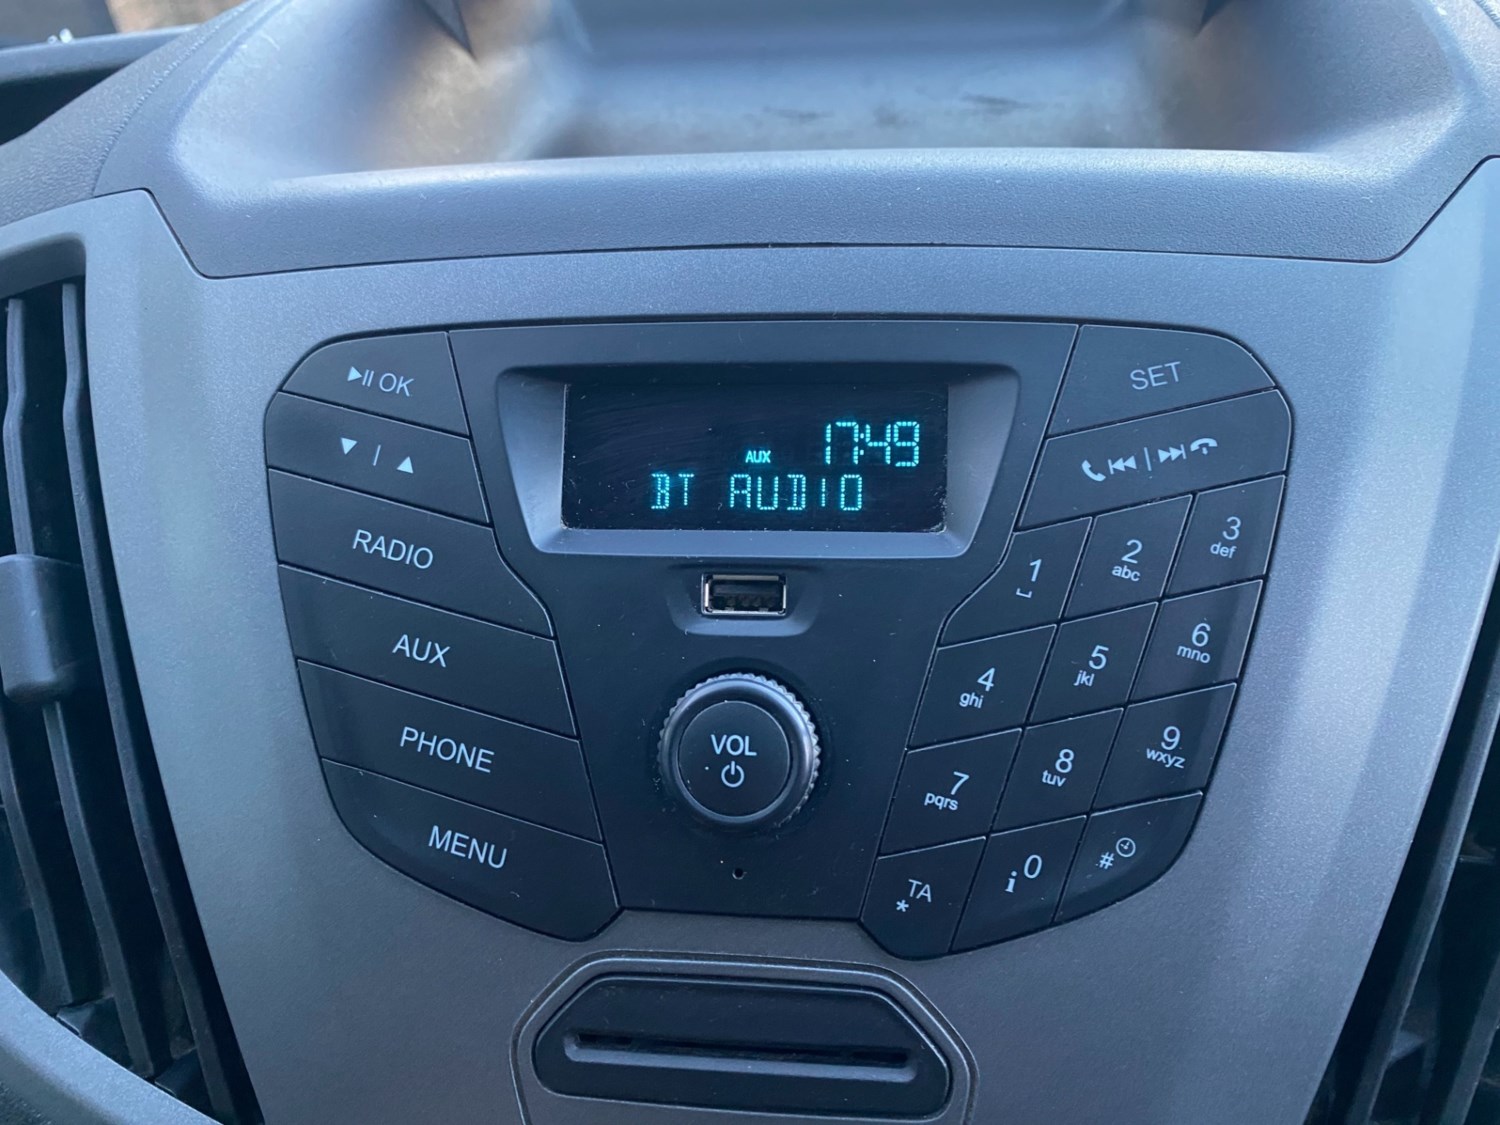 17:49
AUX
BT AUDIO
OK
RADIO
AUX
PHONE
MENU
VOL
SET
1
2
abc
3
def
4
ghi
5
jkl
6
mno
7
pqrs
8
tuv
9
wxyz
TA
*
i 0
#